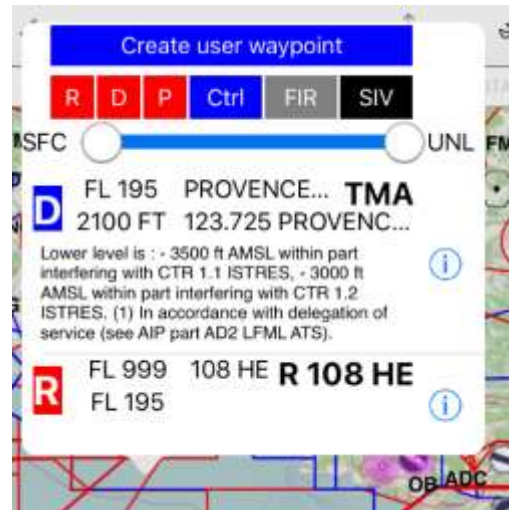 Create user waypoint
R D P Ctrl FIR SIV
SFC UNL FM
D FL 195 PROVENCE... TMA
2100 FT 123.725 PROVENC...
Lower level is : - 3500 ft AMSL within part
interfering with CTR 1.1 ISTRES, - 3000 ft
AMSL within part interfering with CTR 1.2
ISTRES. (1) In accordance with delegation of
service (see AIP part AD2 LFML ATS).
R FL 999 108 HE R 108 HE
FL 195
OB ADC